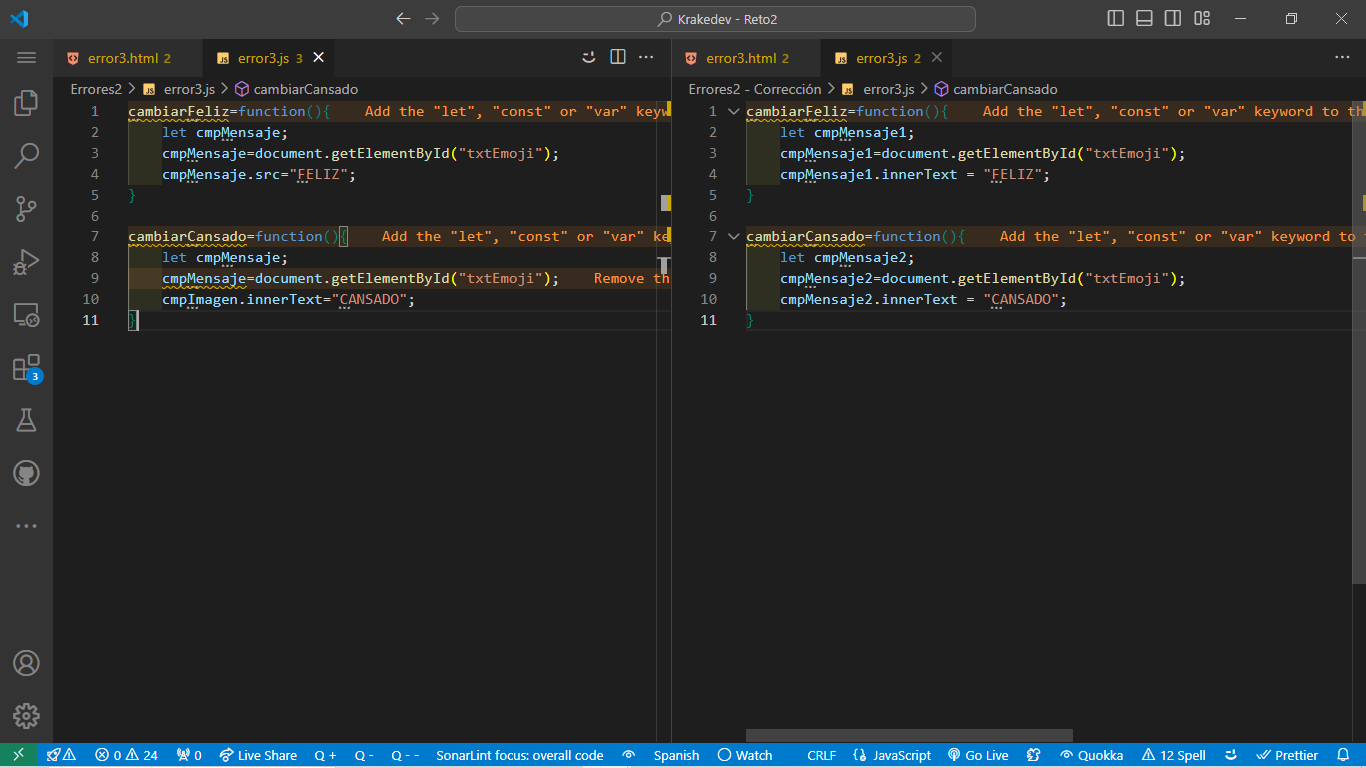 Krakedev - Reto2
error3.html 2
error3.js 3
error3.html 2
error3.js 2
Errores2 > error3.js > cambiarCansado
1 cambiarFeliz=function(){ Add the "let", "const" or "var" keyw
2 let cmpMensaje;
3 cmpMensaje=document.getElementById("txtEmoji");
4 cmpMensaje.src="FELIZ";
5 }
6
7 cambiarCansado=function(){ Add the "let", "const" or "var" ke
8 let cmpMensaje;
9 cmpMensaje=document.getElementById("txtEmoji"); Remove th
10 cmpImagen.innerText="CANSADO";
11 }
Errores2 - Corrección > error3.js > cambiarCansado
1 cambiarFeliz=function(){ Add the "let", "const" or "var" keyword to th
2 let cmpMensaje1;
3 cmpMensaje1=document.getElementById("txtEmoji");
4 cmpMensaje1.innerText = "FELIZ";
5 }
6
7 cambiarCansado=function(){ Add the "let", "const" or "var" keyword to
8 let cmpMensaje2;
9 cmpMensaje2=document.getElementById("txtEmoji");
10 cmpMensaje2.innerText = "CANSADO";
11 }
3
0 24 0 Live Share Q + Q - Q - - SonarLint focus: overall code Spanish Watch CRLF JavaScript Go Live Quokka 12 Spell Prettier